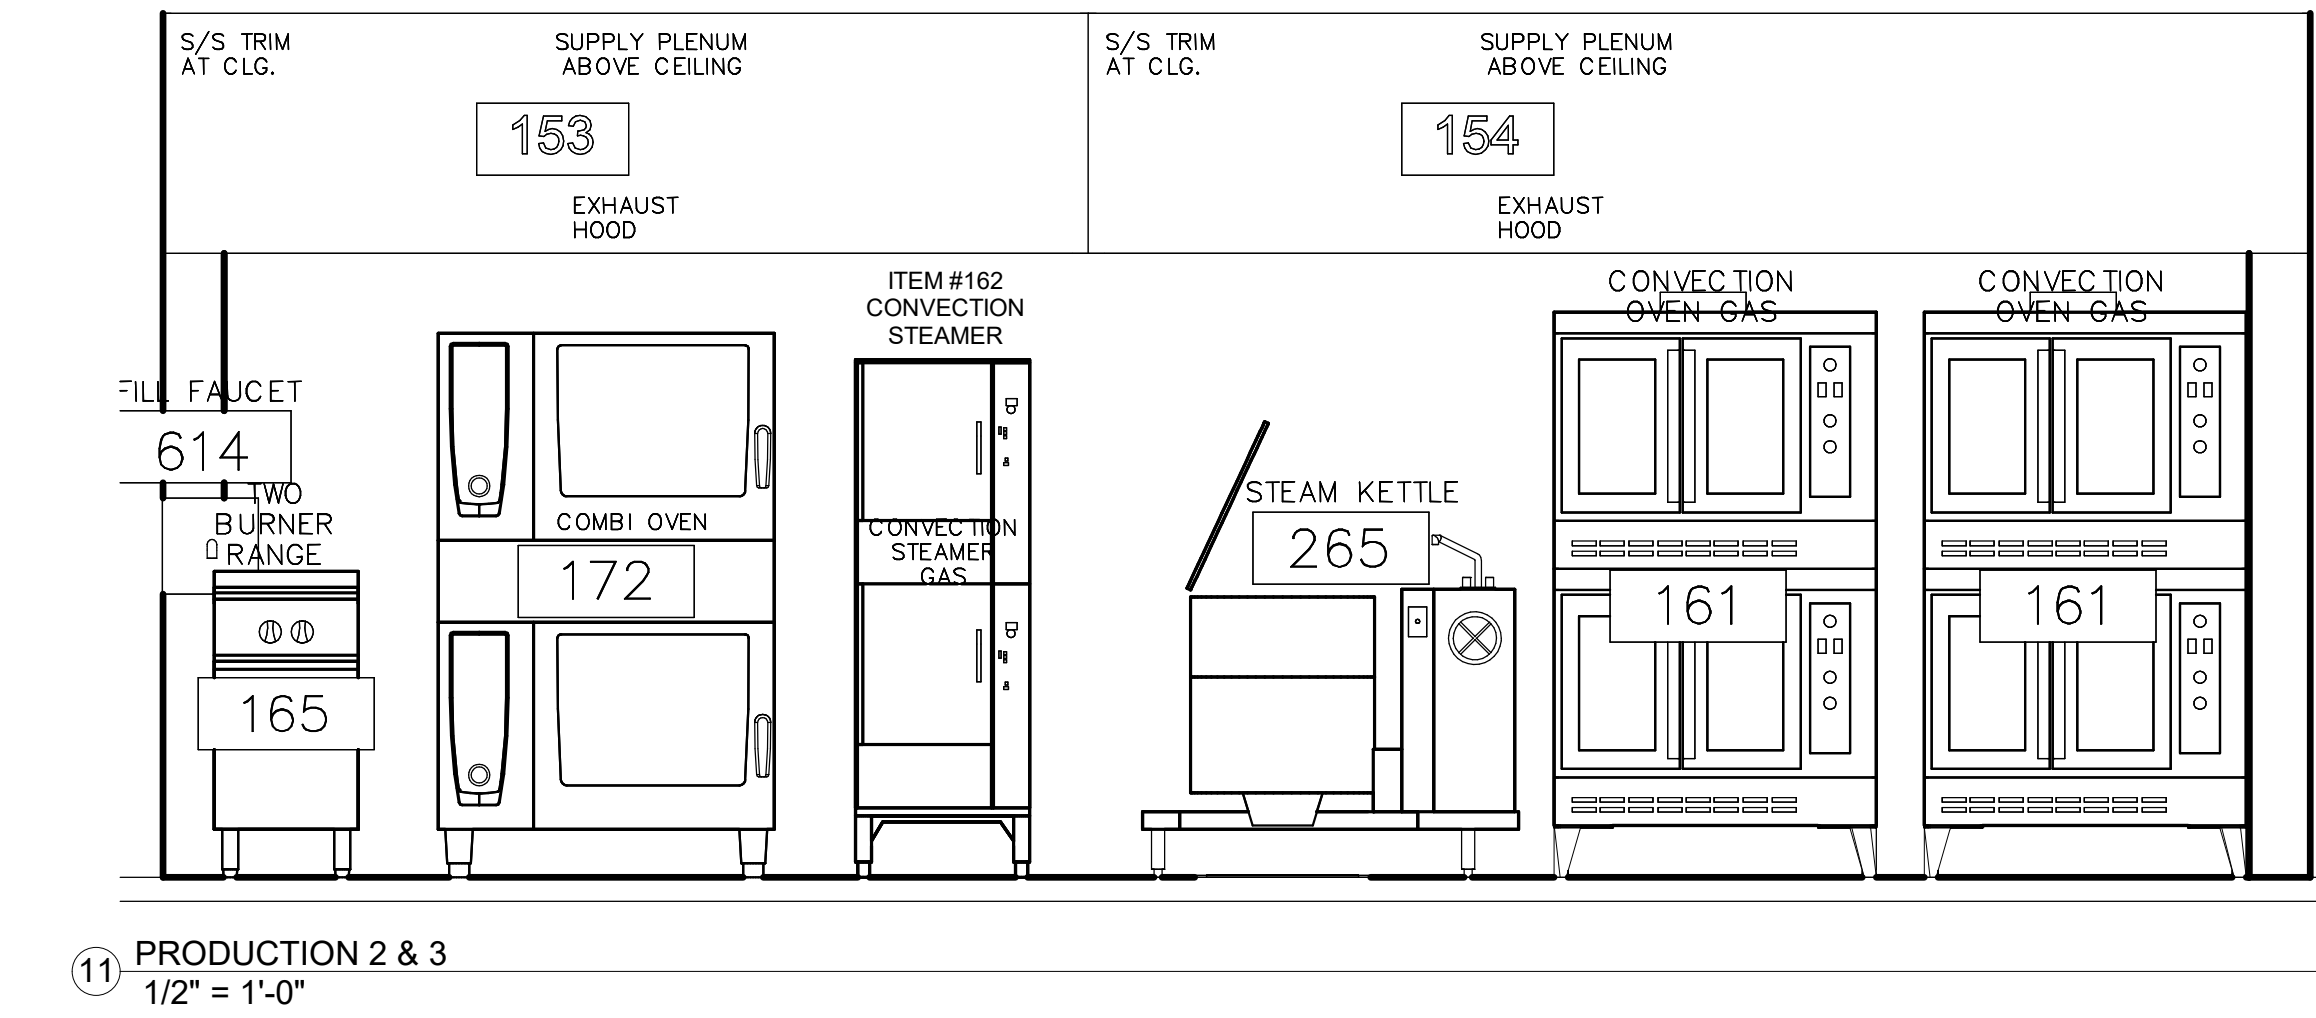 S/S TRIM
AT CLG.
SUPPLY PLENUM
ABOVE CEILING
153
EXHAUST
HOOD
S/S TRIM
AT CLG.
SUPPLY PLENUM
ABOVE CEILING
154
EXHAUST
HOOD
FILL FAUCET
614
TWO
BURNER
RANGE
165
COMBI OVEN
172
ITEM #162
CONVECTION
STEAMER
CONVECTION
STEAMER
GAS
STEAM KETTLE
265
CONVECTION
OVEN GAS
161
CONVECTION
OVEN GAS
161
11
PRODUCTION 2 & 3
1/2" = 1'-0"